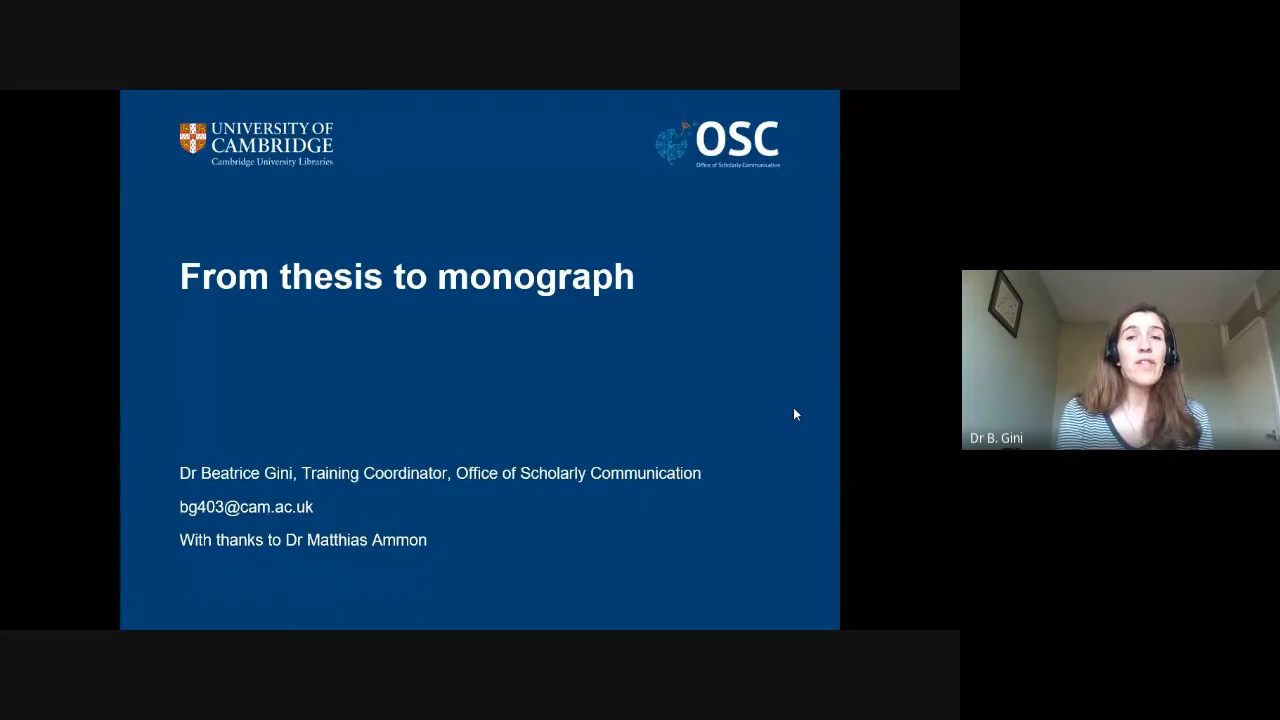 UNIVERSITY OF
CAMBRIDGE
Cambridge University Libraries
OSC
Office of Scholarly Communication
From thesis to monograph
Dr Beatrice Gini, Training Coordinator, Office of Scholarly Communication
bg403@cam.ac.uk
With thanks to Dr Matthias Ammon
Dr B. Gini